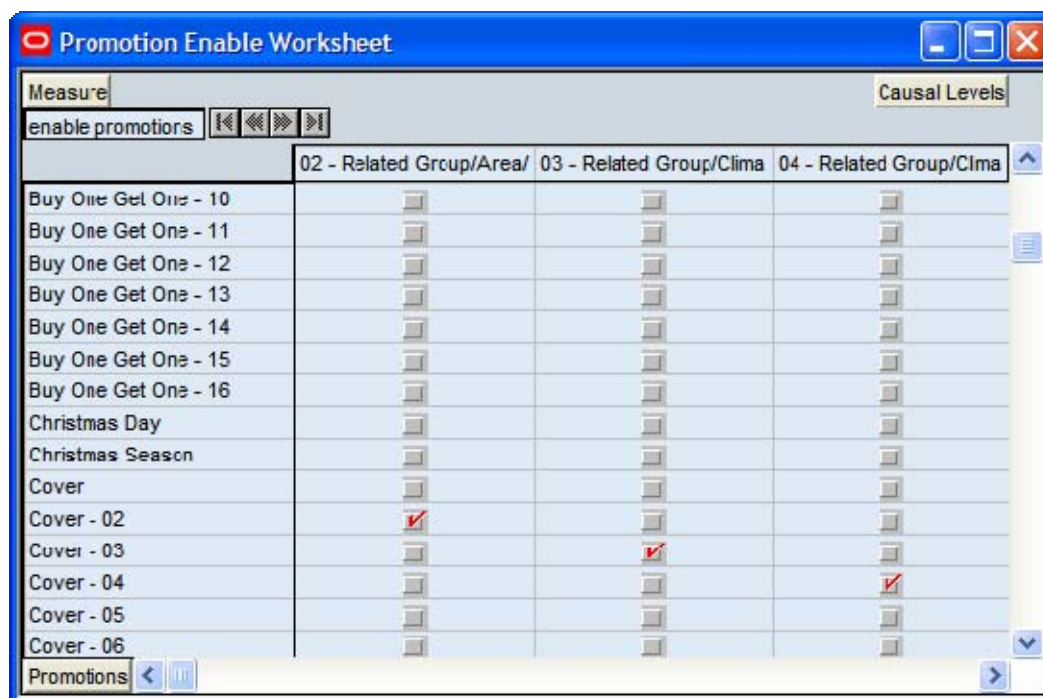 Promotion Enable Worksheet
Measure
Causal Levels
enable promotions
02 - Related Group/Area/ 03 - Related Group/Clima 04 - Related Group/Clma
Buy One Get One - 10
Buy One Get One - 11
Buy One Get One - 12
Buy One Get One - 13
Buy One Get One - 14
Buy One Get One - 15
Buy One Get One - 16
Christmas Day
Christmas Season
Cover
Cover - 02
Cover - 03
Cover - 04
Cover - 05
Cover - 06
Promotions